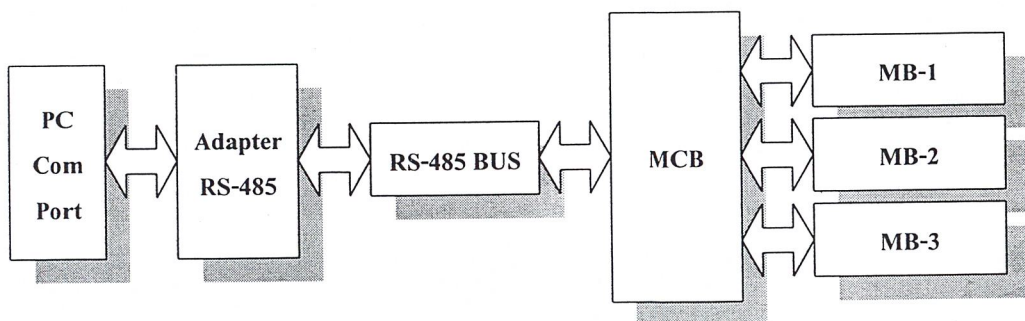 PC
Com
Port
Adapter
RS-485
RS-485 BUS
MCB
MB-1
MB-2
MB-3